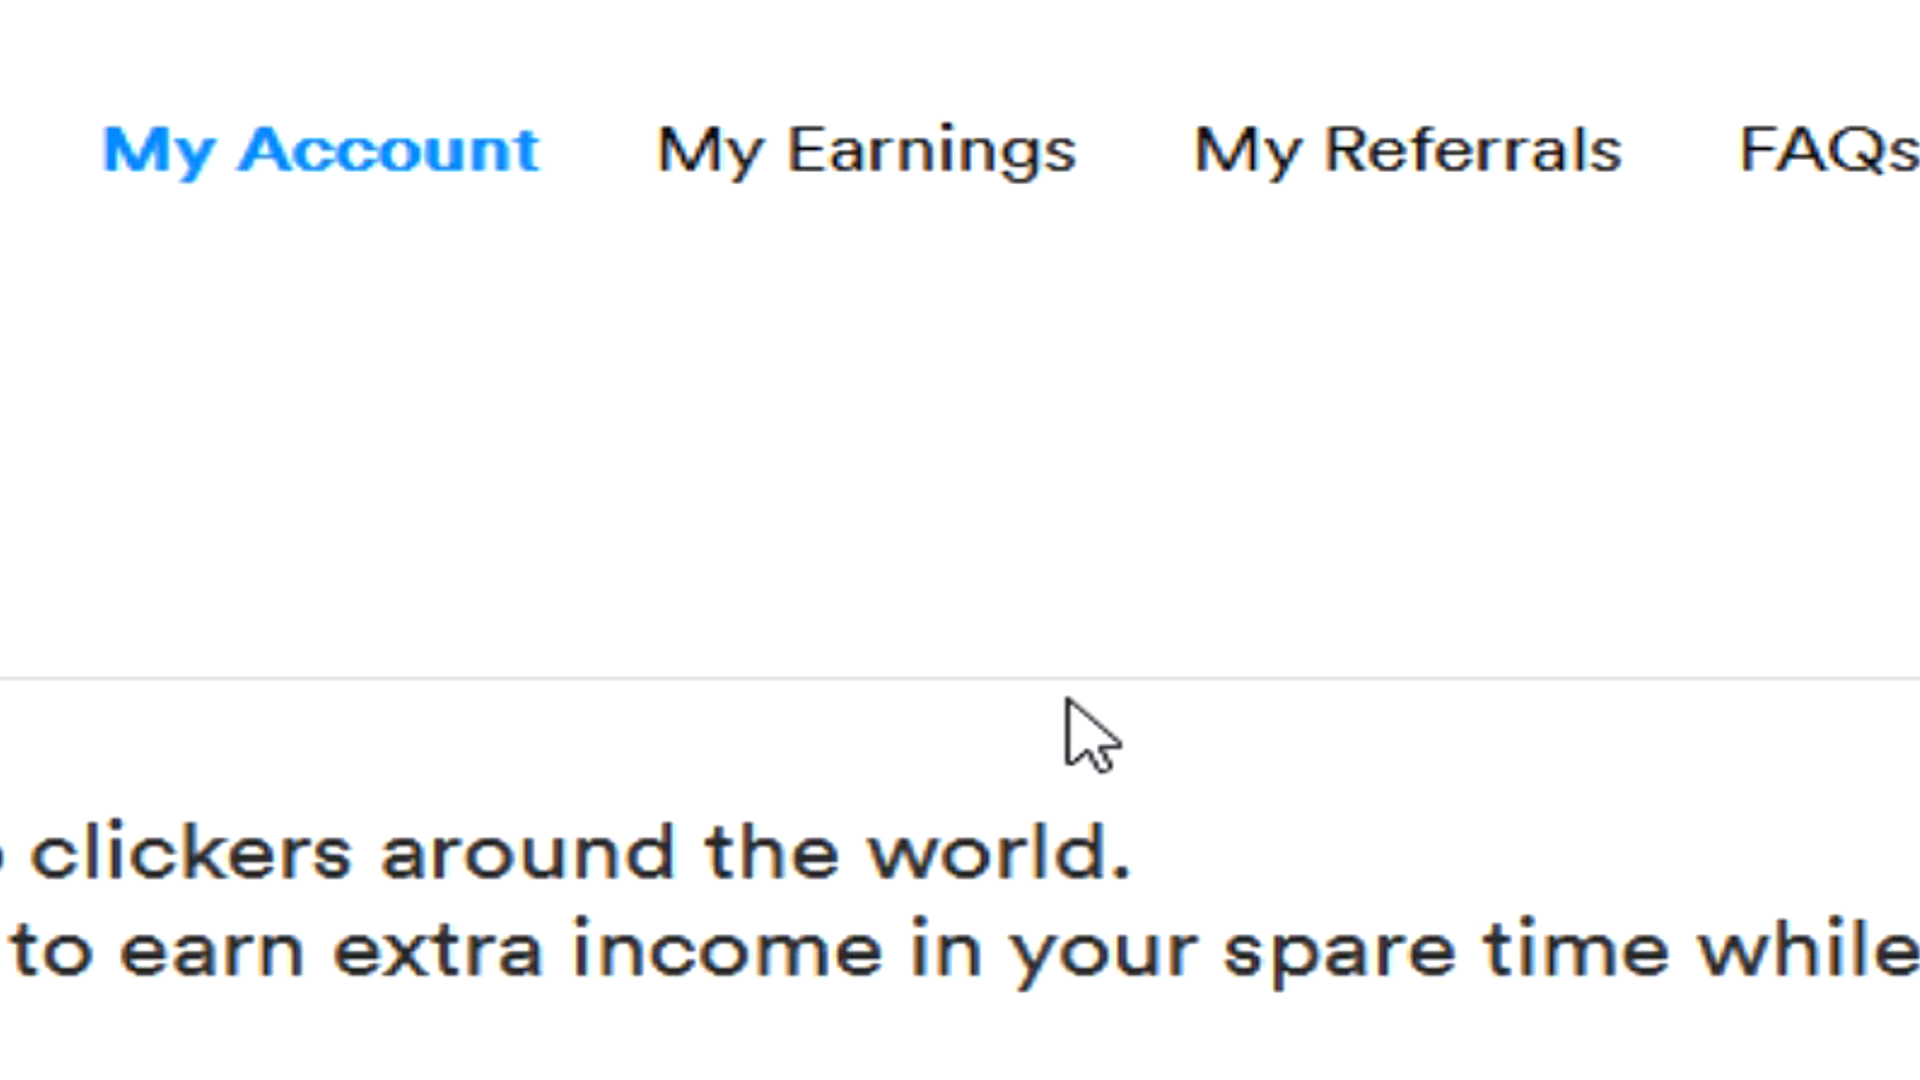 My Account My Earnings My Referrals FAQs
clickers around the world.
to earn extra income in your spare time while